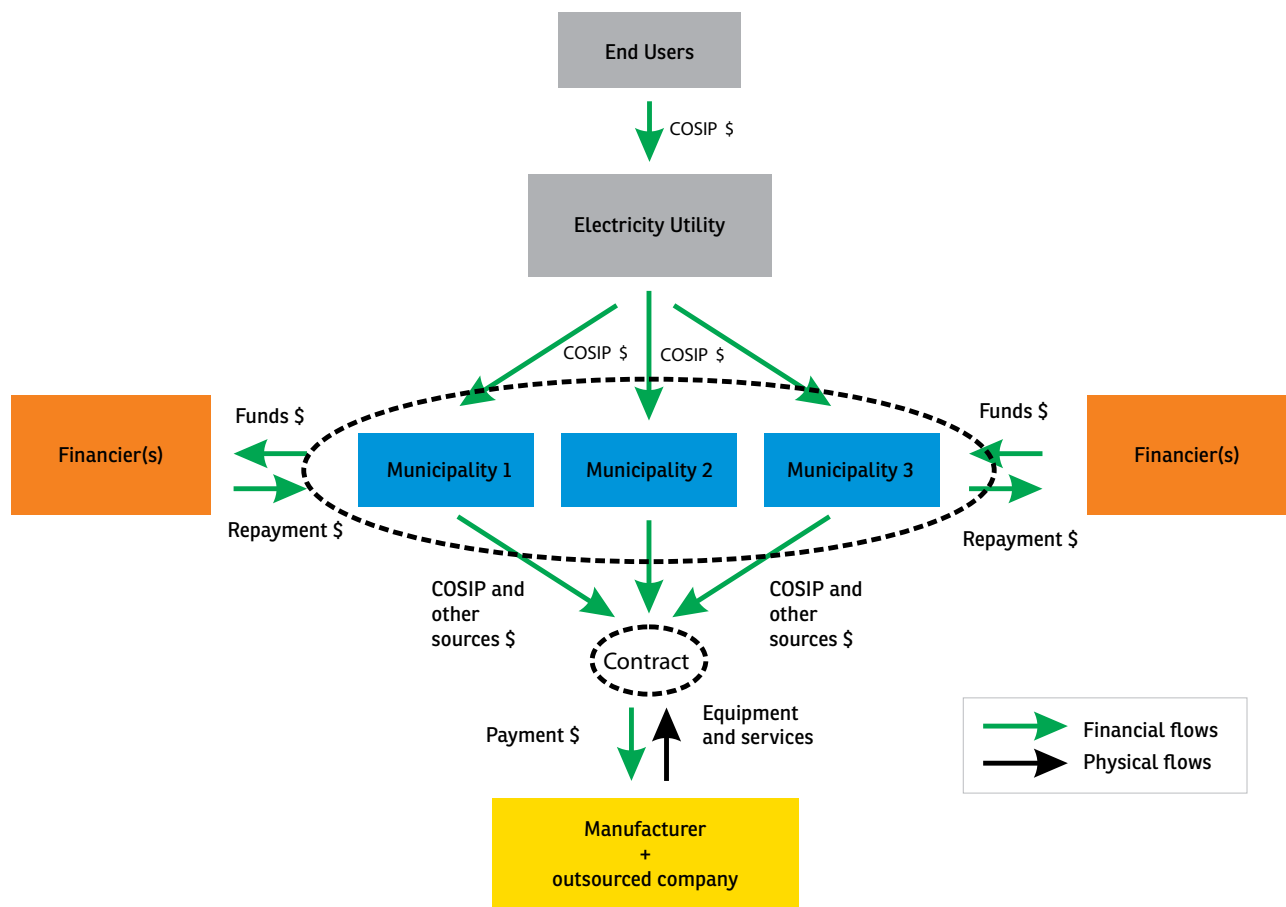 End Users
COSIP $
Electricity Utility
COSIP $
COSIP $
Funds $
Funds $
Financier(s)
Municipality 1
Municipality 2
Municipality 3
Financier(s)
Repayment $
Repayment $
COSIP and
other
sources $
COSIP and
other
sources $
Contract
Payment $
Equipment
and services
Financial flows
Physical flows
Manufacturer
+
outsourced company